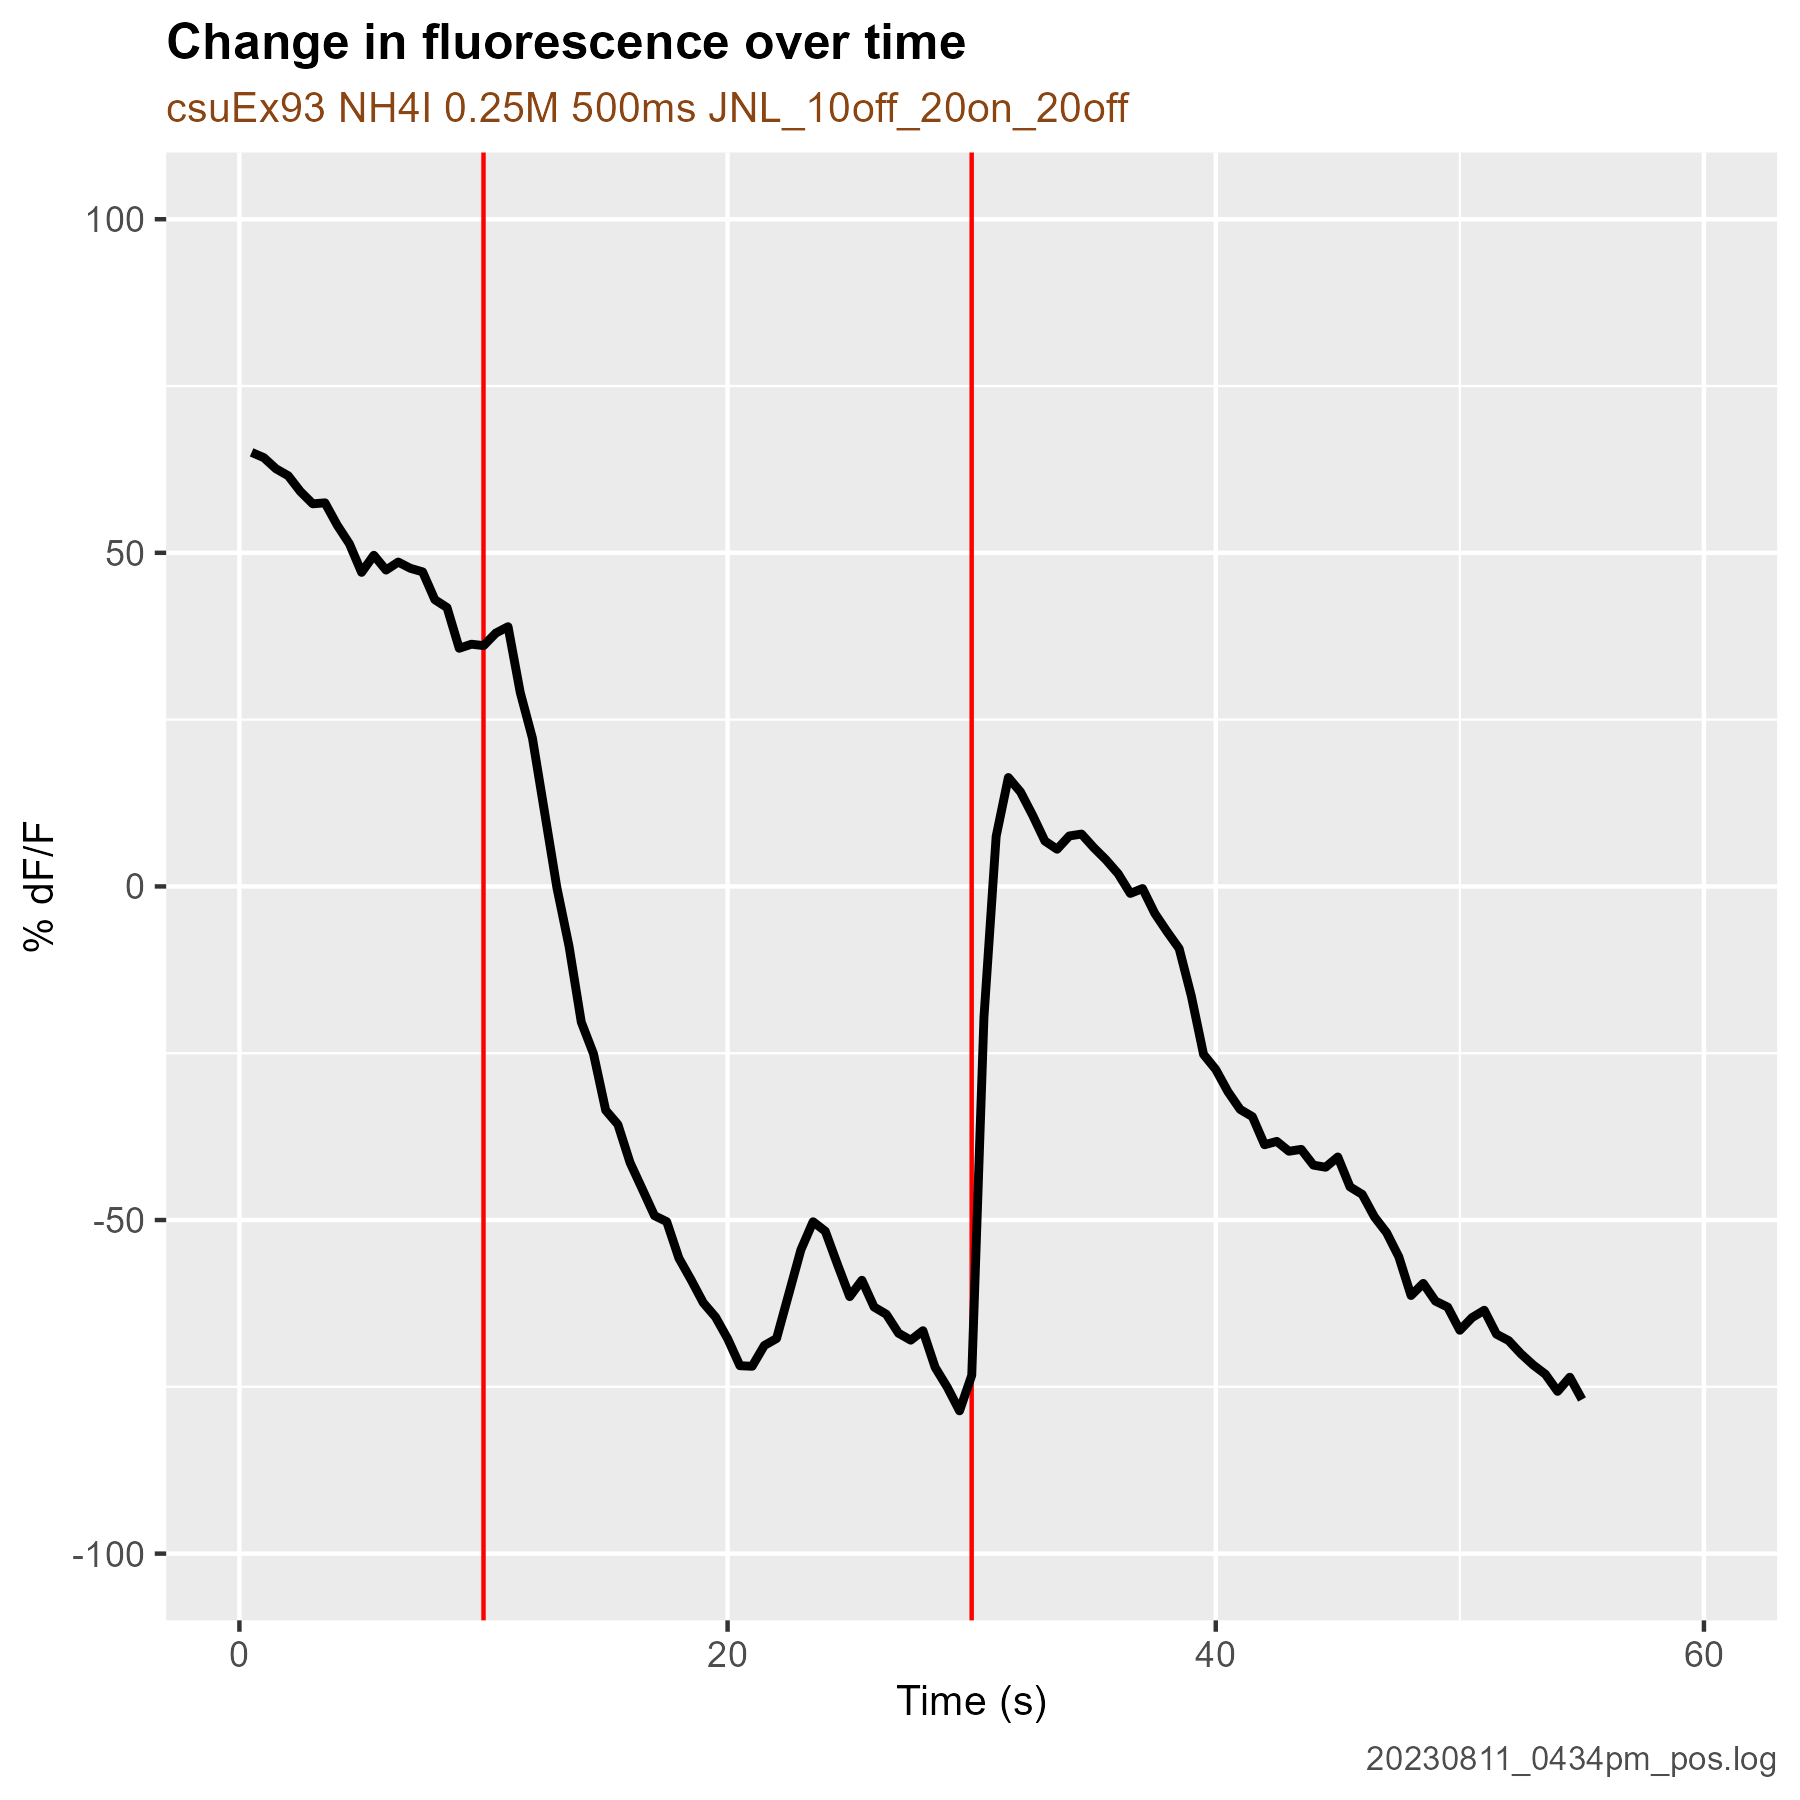 Change in fluorescence over time
csuEx93 NH4I 0.25M 500ms JNL_10off_20on_20off
% dF/F
100
50
0
-50
-100
0 20 40 60
Time (s)
20230811_0434pm_pos.log